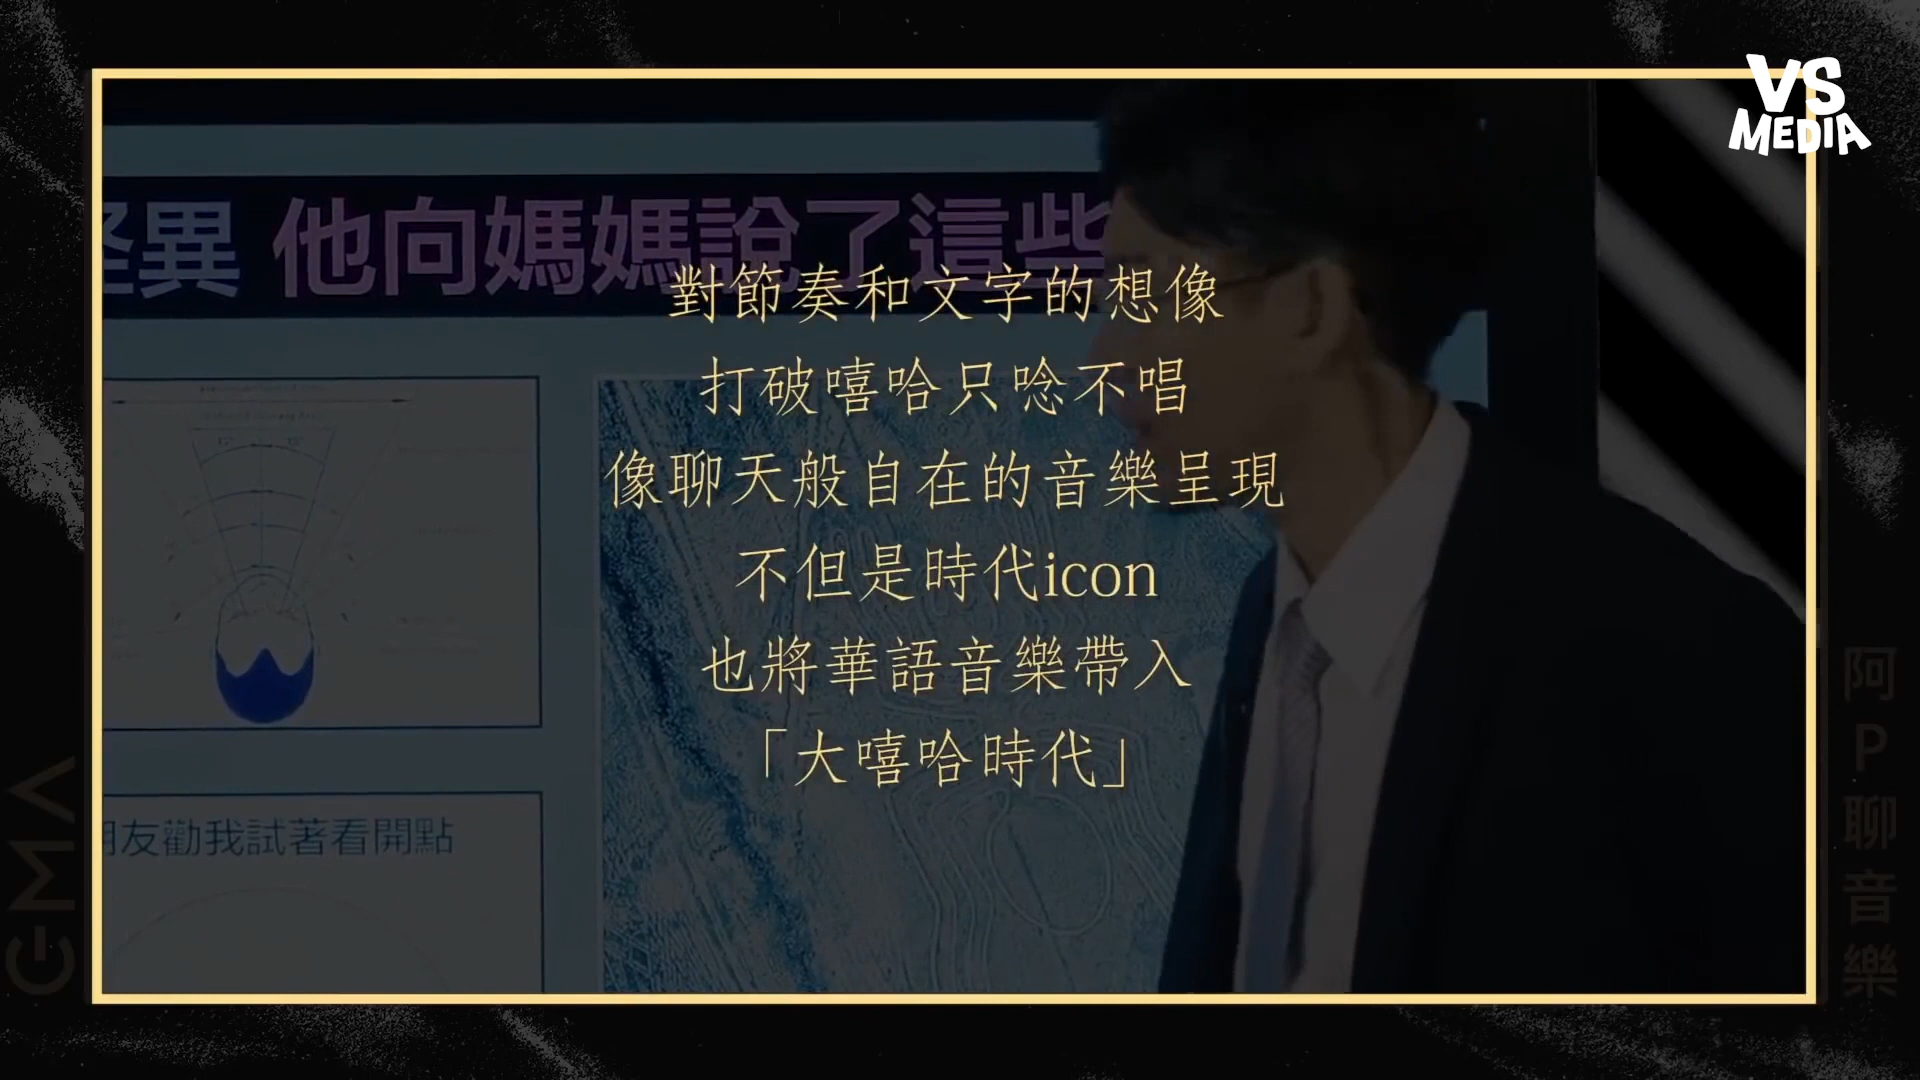 VS
MEDIA
異 他向媽媽說了這些
對節奏和文字的想像
打破嘻哈只唸不唱
像聊天般自在的音樂呈現
不但是時代icon
也將華語音樂帶入
「大嘻哈時代」
朋友勸我試著看開點
GMA
阿P聊音樂